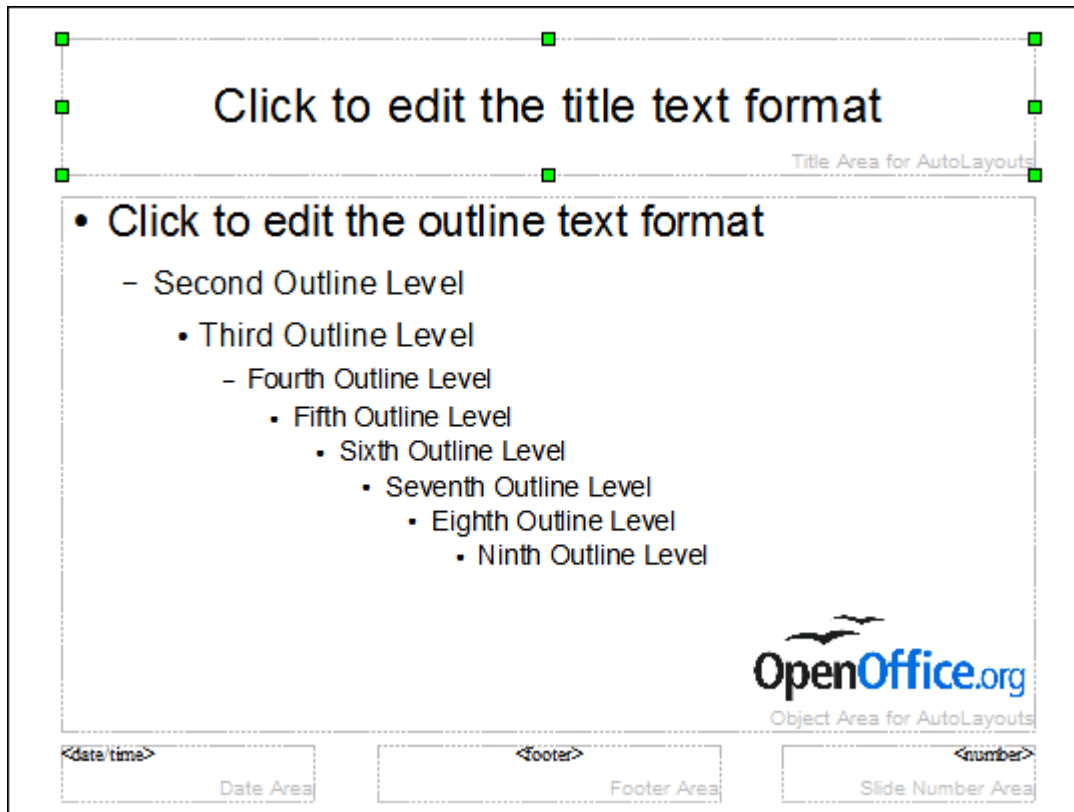 Click to edit the title text format
Title Area for AutoLayouts
• Click to edit the outline text format
– Second Outline Level
• Third Outline Level
– Fourth Outline Level
• Fifth Outline Level
• Sixth Outline Level
• Seventh Outline Level
• Eighth Outline Level
• Ninth Outline Level
OpenOffice.org
Object Area for AutoLayouts
<date/time> <footer> <number>
Date Area Footer Area Slide Number Area